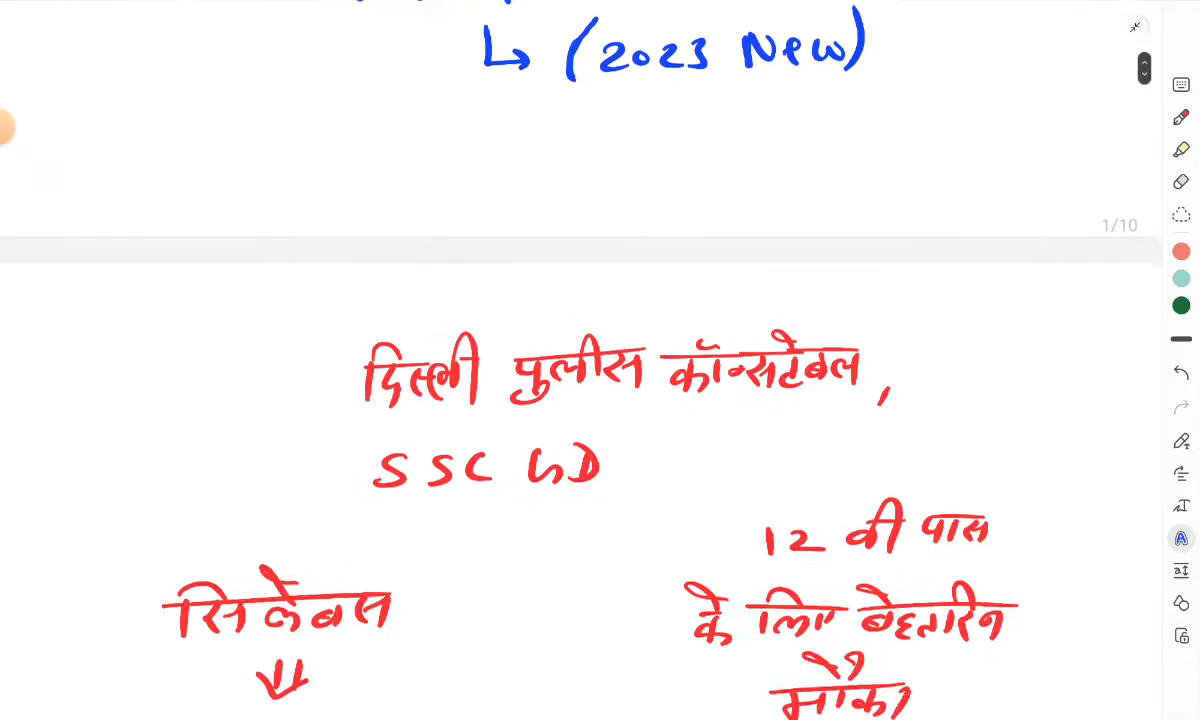 ↳ (2023 New)
1/10
दिल्ली पुलीस कॉन्सटेबल,
SSC GD
12 वी पास
के लिए बेहतरिन
मौका
सिलेबस
⇓